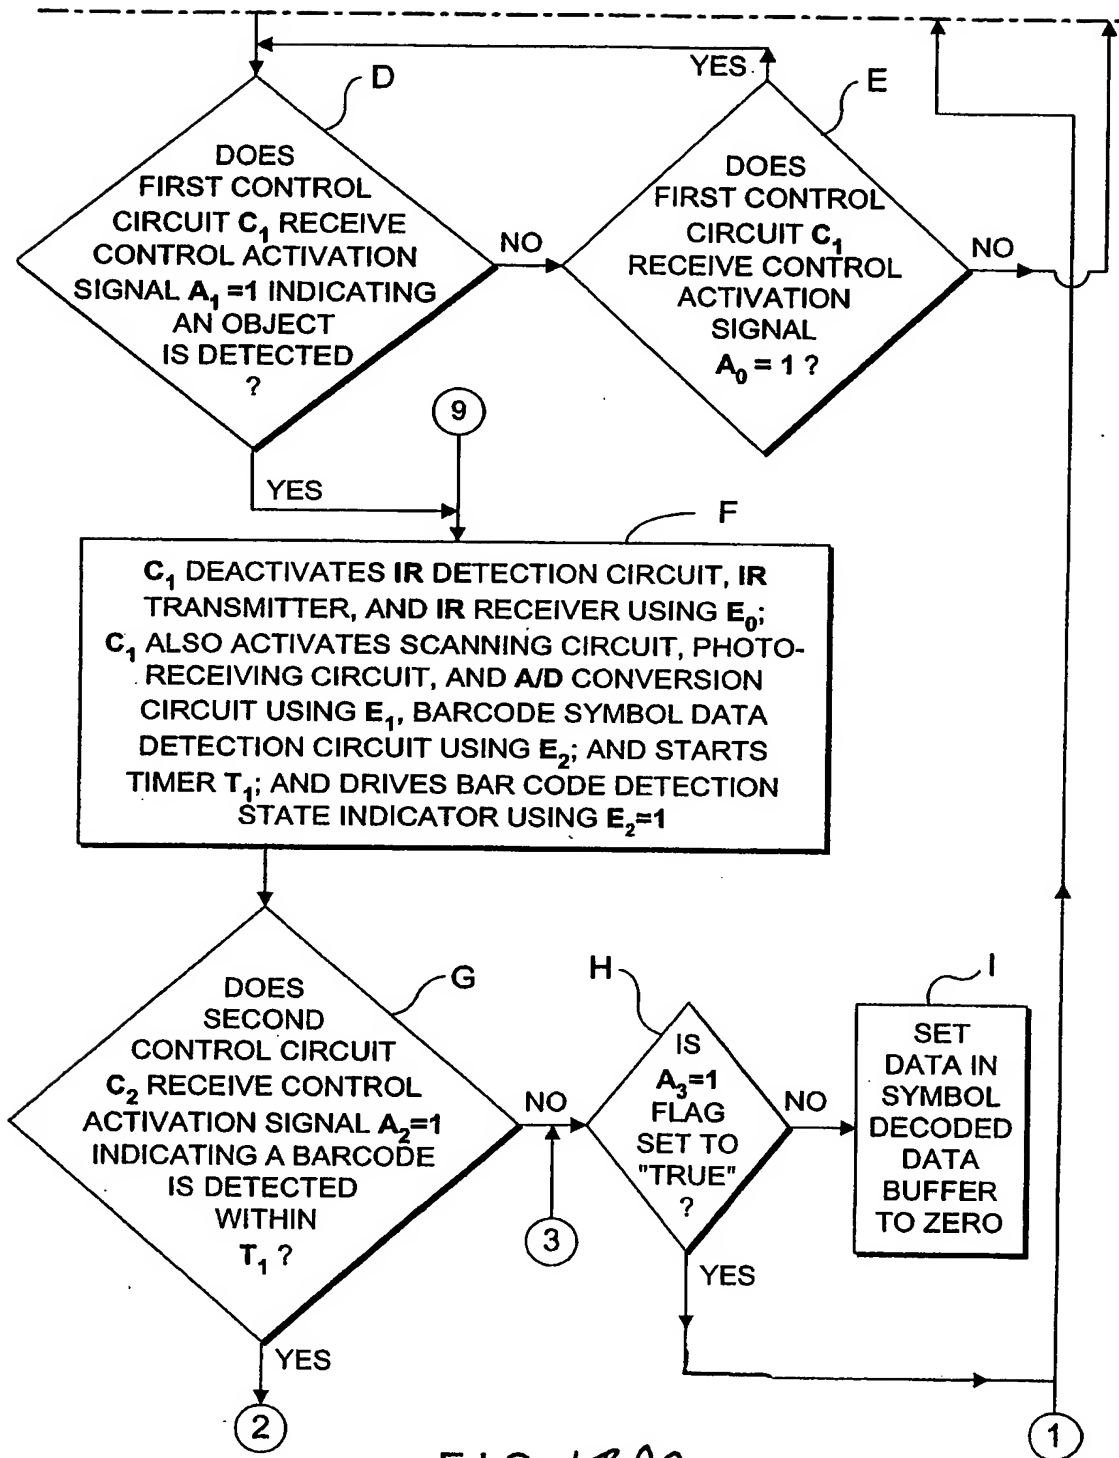 D
DOES
FIRST CONTROL
CIRCUIT C₁ RECEIVE
CONTROL ACTIVATION
SIGNAL A₁ =1 INDICATING
AN OBJECT
IS DETECTED
?
NO
YES
E
DOES
FIRST CONTROL
CIRCUIT C₁
RECEIVE CONTROL
ACTIVATION
SIGNAL
A₀ = 1 ?
YES
NO
9
F
C₁ DEACTIVATES IR DETECTION CIRCUIT, IR
TRANSMITTER, AND IR RECEIVER USING E₀;
C₁ ALSO ACTIVATES SCANNING CIRCUIT, PHOTO-
RECEIVING CIRCUIT, AND A/D CONVERSION
CIRCUIT USING E₁, BARCODE SYMBOL DATA
DETECTION CIRCUIT USING E₂; AND STARTS
TIMER T₁; AND DRIVES BAR CODE DETECTION
STATE INDICATOR USING E₂=1
G
DOES
SECOND
CONTROL CIRCUIT
C₂ RECEIVE CONTROL
ACTIVATION SIGNAL A₂=1
INDICATING A BARCODE
IS DETECTED
WITHIN
T₁ ?
NO
YES
3
H
IS
A₃=1
FLAG
SET TO
"TRUE"
?
NO
YES
I
SET
DATA IN
SYMBOL
DECODED
DATA
BUFFER
TO ZERO
2
1